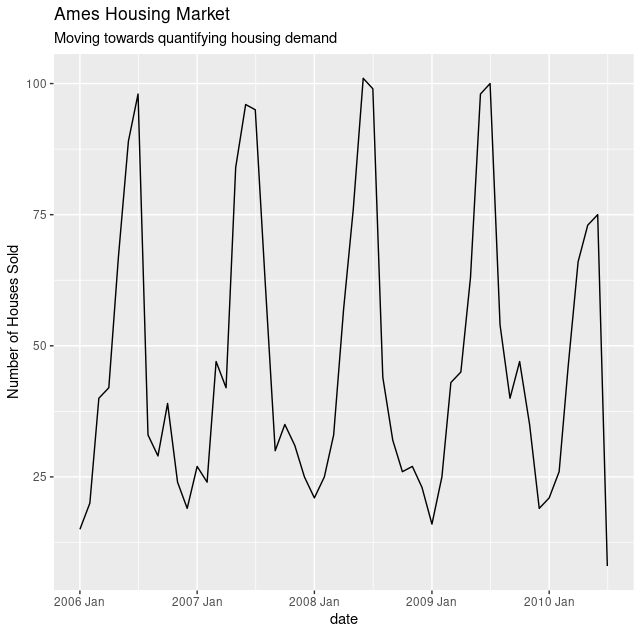 Ames Housing Market
Moving towards quantifying housing demand
100
75
50
25
Number of Houses Sold
2006 Jan
2007 Jan
2008 Jan
2009 Jan
2010 Jan
date